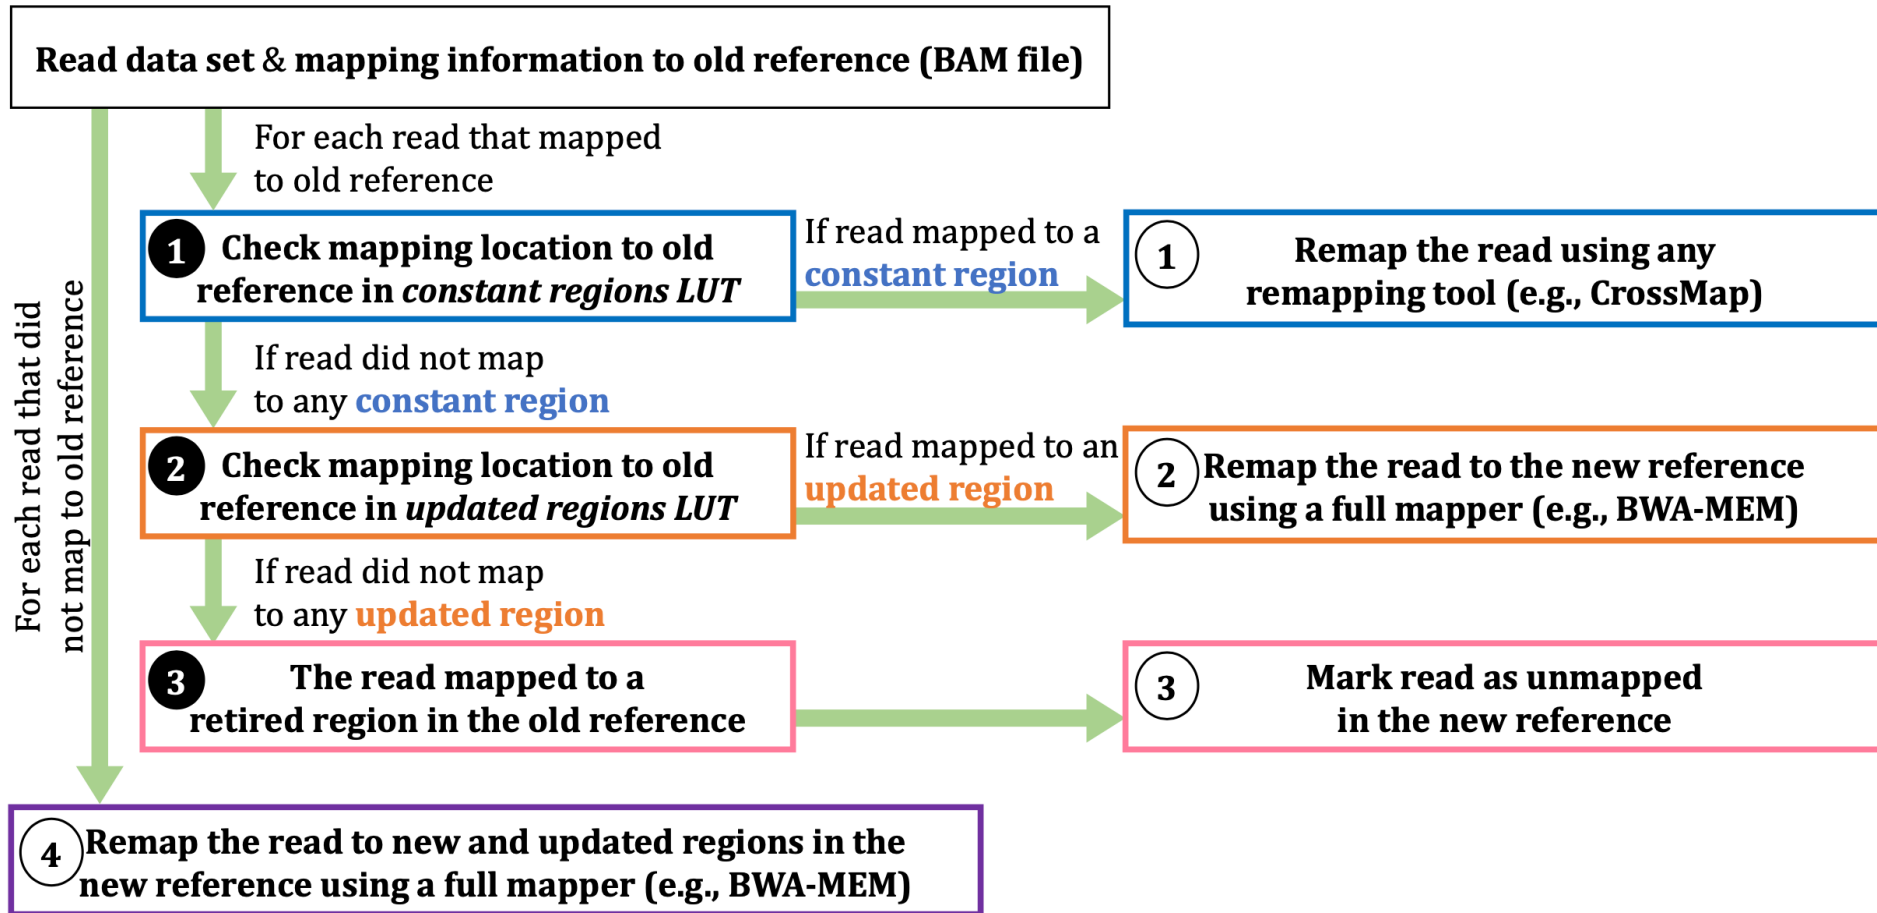 Read data set & mapping information to old reference (BAM file)
For each read that mapped
to old reference
1
Check mapping location to old
reference in constant regions LUT
If read mapped to a
constant region
1
Remap the read using any
remapping tool (e.g., CrossMap)
If read did not map
to any constant region
2
Check mapping location to old
reference in updated regions LUT
If read mapped to an
updated region
2
Remap the read to the new reference
using a full mapper (e.g., BWA-MEM)
If read did not map
to any updated region
3
The read mapped to a
retired region in the old reference
3
Mark read as unmapped
in the new reference
For each read that did
not map to old reference
4
Remap the read to new and updated regions in the
new reference using a full mapper (e.g., BWA-MEM)